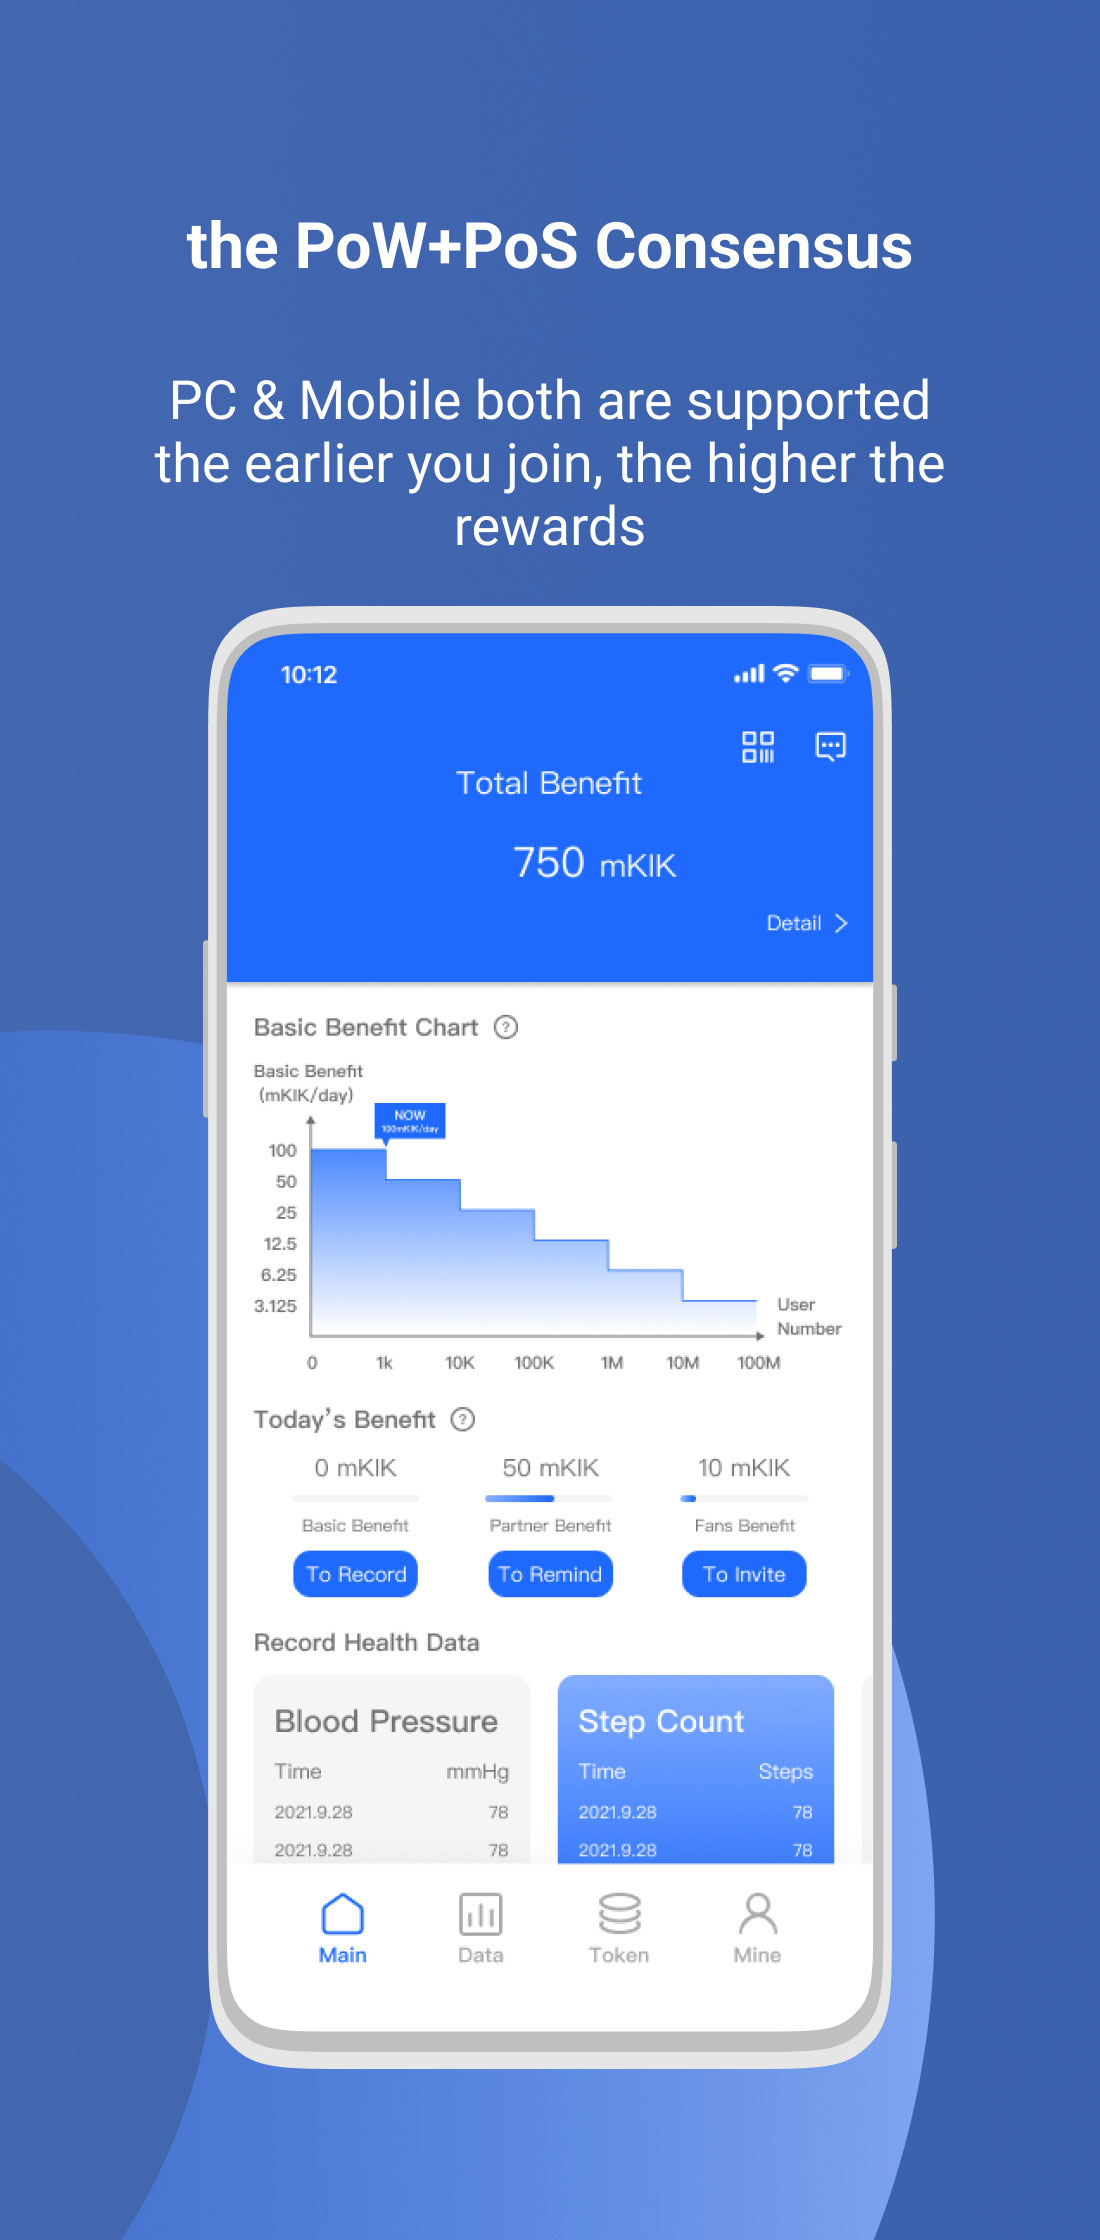 the PoW+PoS Consensus
PC & Mobile both are supported
the earlier you join, the higher the
rewards
10:12
Total Benefit
750 mKIK
Detail >
Basic Benefit Chart ?
Basic Benefit
(mKIK/day)
NOW
100mKIK/day
100
50
25
12.5
6.25
3.125
User
Number
0 1k 10K 100K 1M 10M 100M
Today's Benefit ?
0 mKIK 50 mKIK 10 mKIK
Basic Benefit Partner Benefit Fans Benefit
To Record To Remind To Invite
Record Health Data
Blood Pressure
Time mmHg
2021.9.28 78
2021.9.28 78
Step Count
Time Steps
2021.9.28 78
2021.9.28 78
Main Data Token Mine